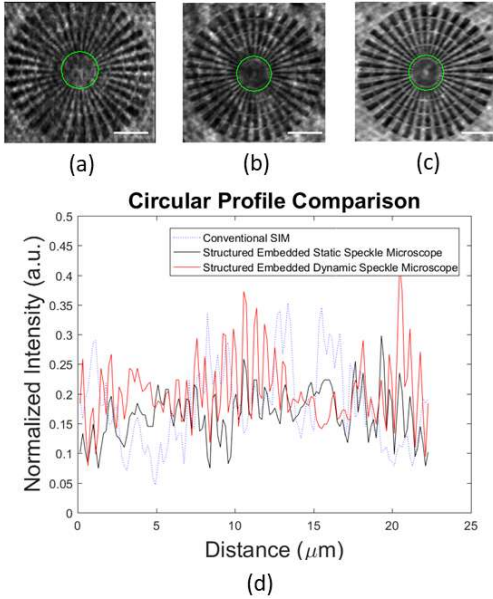 (a) (b) (c)
Circular Profile Comparison
Normalized Intensity (a.u.)
0.5
0.45
0.4
0.35
0.3
0.25
0.2
0.15
0.1
0.05
0
Conventional SIM
Structured Embedded Static Speckle Microscope
Structured Embedded Dynamic Speckle Microscope
0 5 10 15 20 25
Distance (μm)
(d)